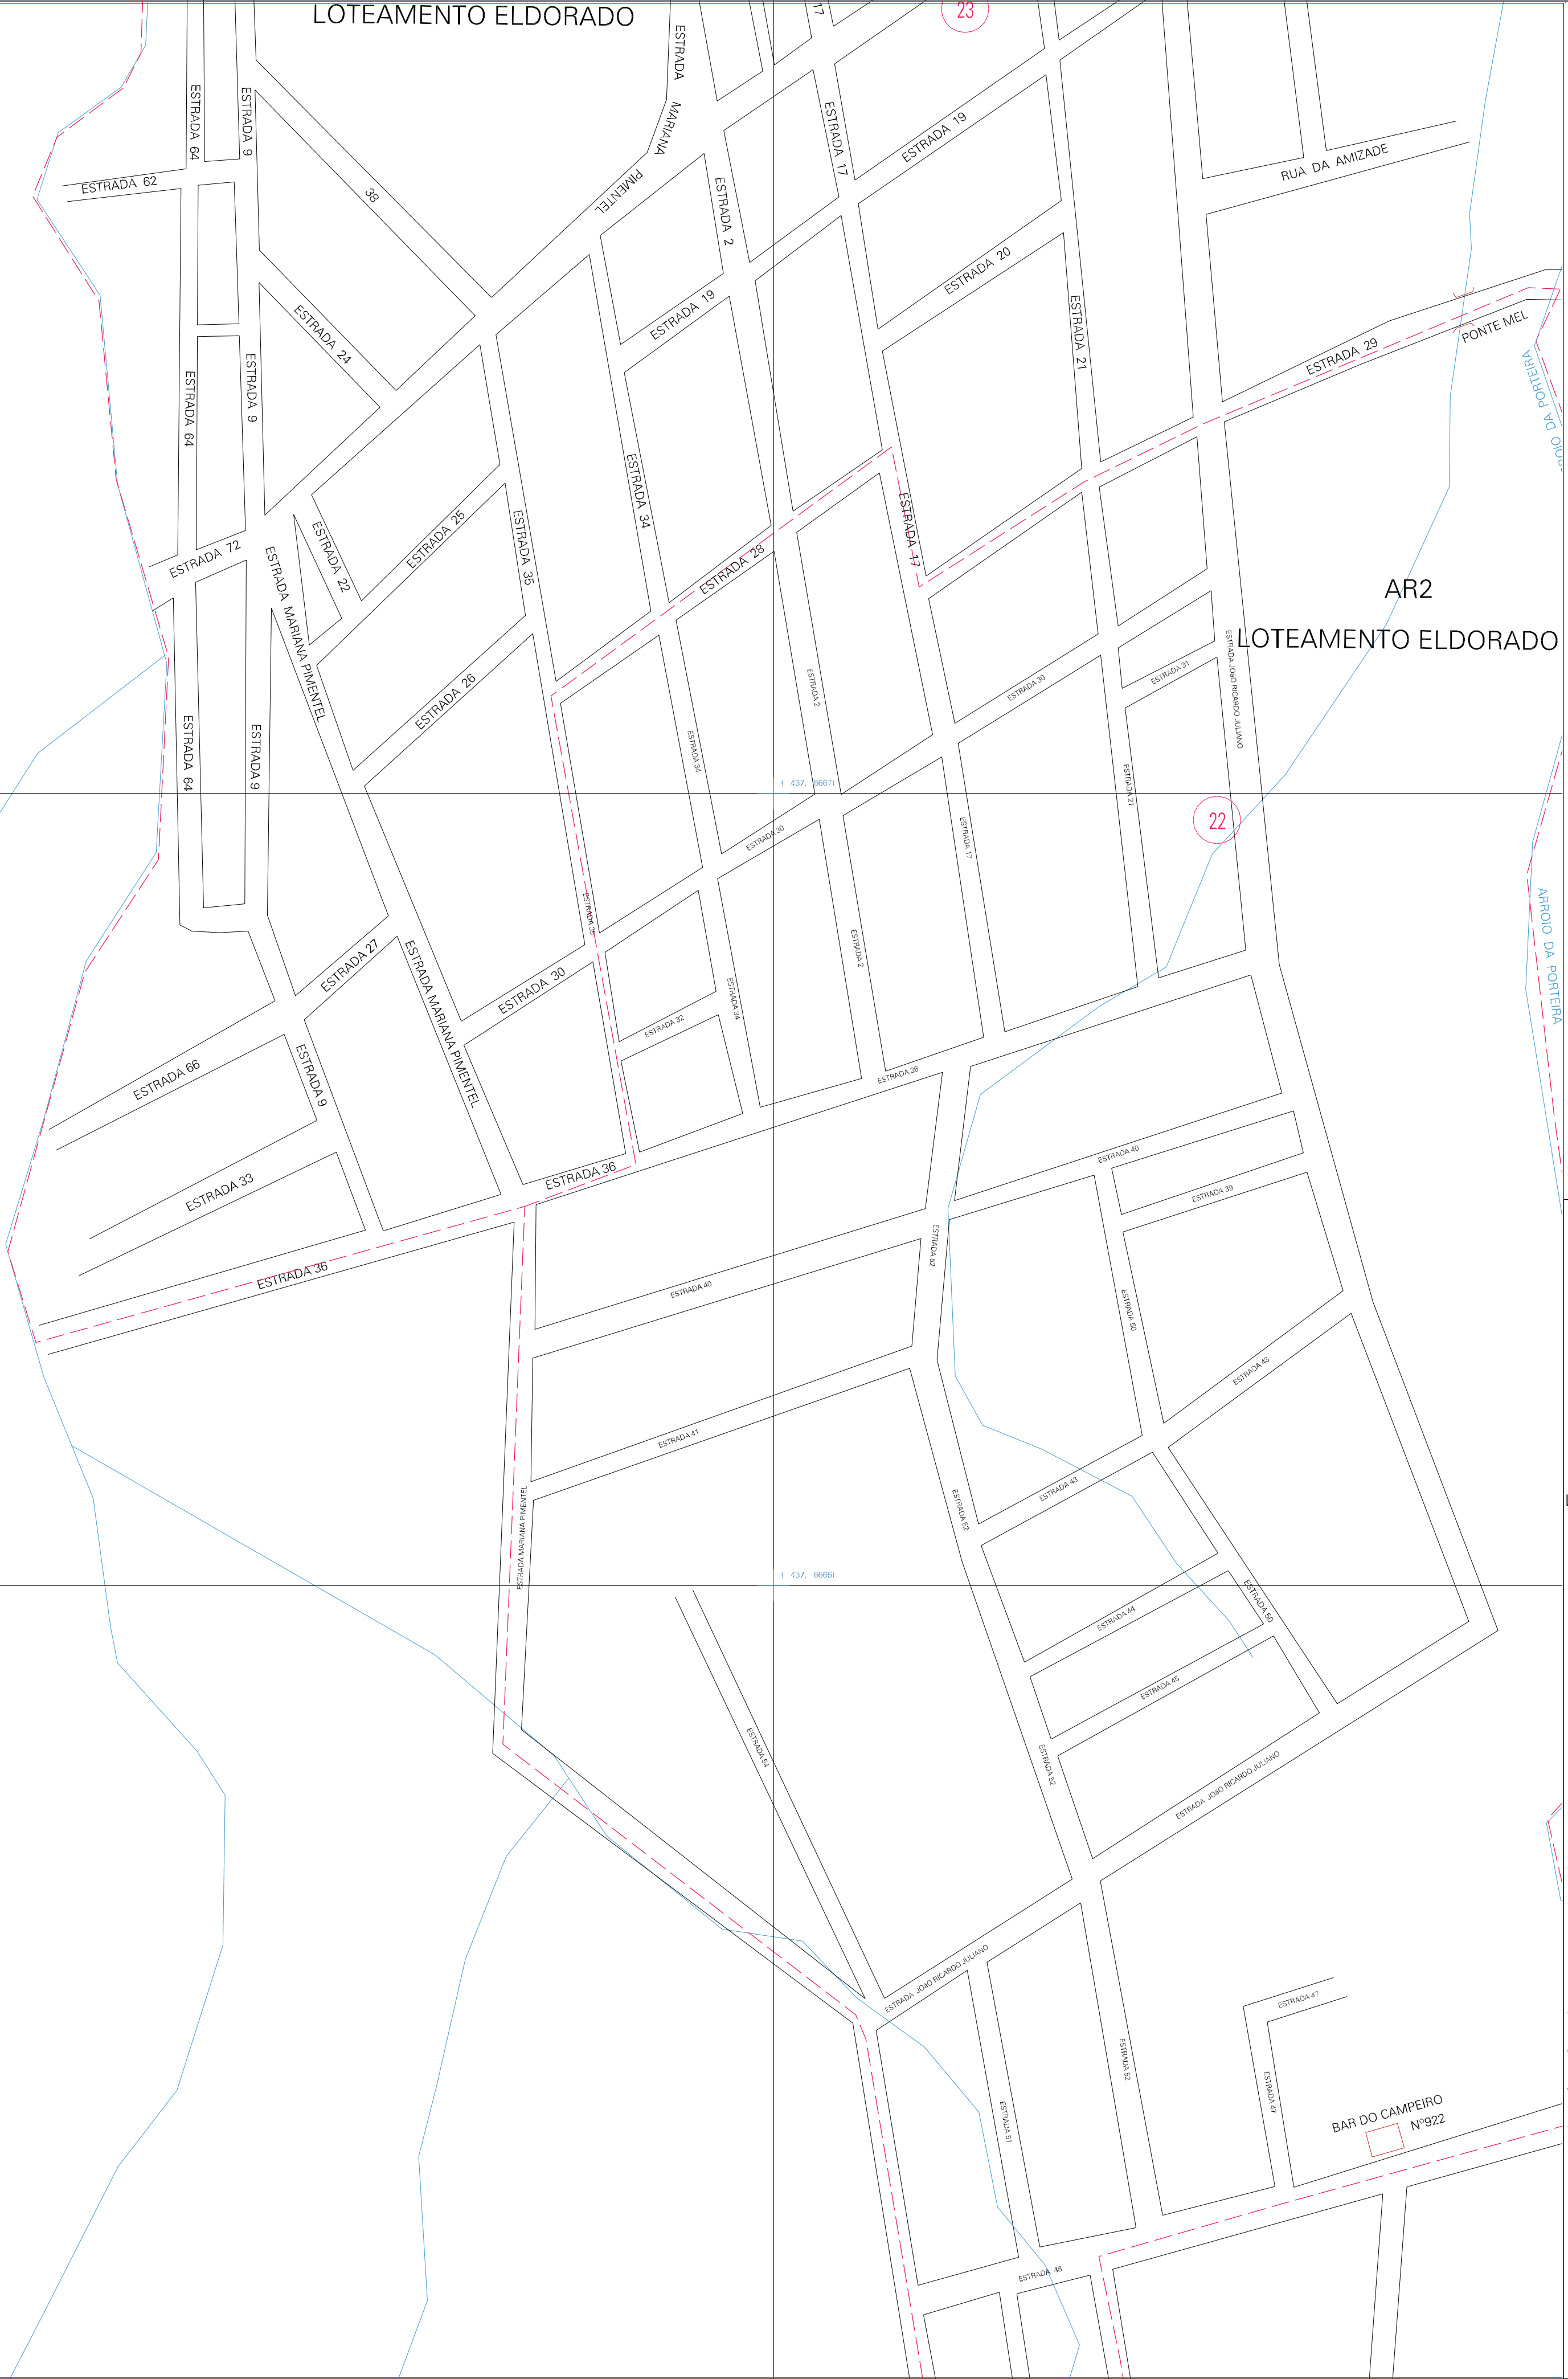 LOTEAMENTO ELDORADO
23
17
ESTRADA
MARIANA
PIMENTEL
ESTRADA 64
ESTRADA 9
ESTRADA 62
38
ESTRADA 17
ESTRADA 19
RUA DA AMIZADE
ESTRADA 2
ESTRADA 20
ESTRADA 19
ESTRADA 24
ESTRADA 21
ESTRADA 29
PONTE MEL
ARROIO DA PORTEIRA
ESTRADA 64
ESTRADA 9
ESTRADA 34
ESTRADA 17
ESTRADA 25
ESTRADA 35
ESTRADA 22
ESTRADA 72
ESTRADA MARIANA PIMENTEL
ESTRADA 28
AR2
LOTEAMENTO ELDORADO
ESTRADA 26
ESTRADA 2
ESTRADA 30
ESTRADA 31
ESTRADA JOãO RICARDO JULIANO
ESTRADA 64
ESTRADA 9
ESTRADA 34
ESTRADA 21
( 437, 6667)
22
ESTRADA 30
ESTRADA 17
ESTRADA 35
ESTRADA 2
ARROIO DA PORTEIRA
ESTRADA 27
ESTRADA MARIANA PIMENTEL
ESTRADA 30
ESTRADA 34
ESTRADA 32
ESTRADA 66
ESTRADA 9
ESTRADA 36
ESTRADA 40
ESTRADA 33
ESTRADA 36
ESTRADA 39
ESTRADA 52
ESTRADA 36
ESTRADA 40
ESTRADA 50
ESTRADA 43
ESTRADA 41
ESTRADA 43
ESTRADA MARIANA PIMENTEL
ESTRADA 52
( 437, 6666)
ESTRADA 44
ESTRADA 50
ESTRADA 45
ESTRADA 54
ESTRADA 52
ESTRADA JOãO RICARDO JULIANO
ESTRADA JOãO RICARDO JULIANO
ESTRADA 47
ESTRADA 52
ESTRADA 47
ESTRADA 51
BAR DO CAMPEIRO
Nº922
ESTRADA 48